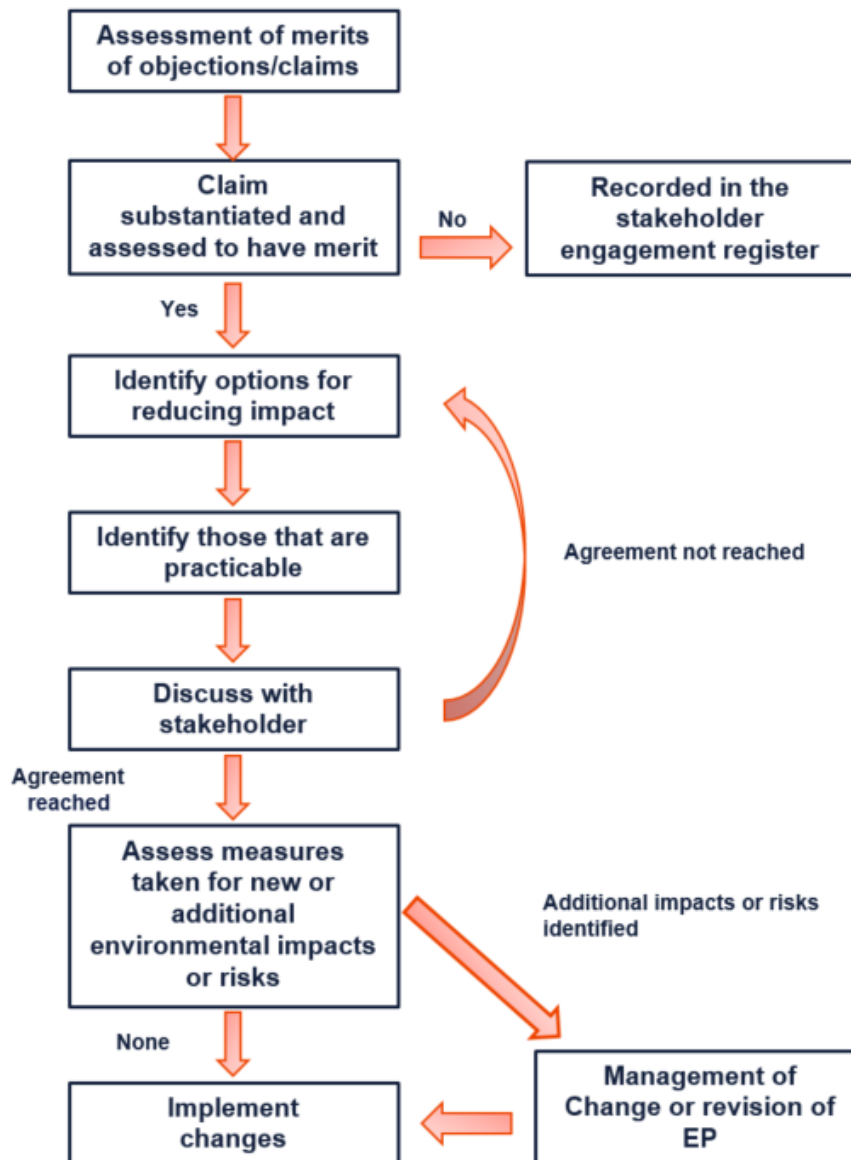 Assessment of merits
of objections/claims
Claim
substantiated and
assessed to have merit
No
Recorded in the
stakeholder
engagement register
Yes
Identify options for
reducing impact
Identify those that are
practicable
Agreement not reached
Discuss with
stakeholder
Agreement
reached
Assess measures
taken for new or
additional
environmental impacts
or risks
Additional impacts or risks
identified
None
Implement
changes
Management of
Change or revision of
EP